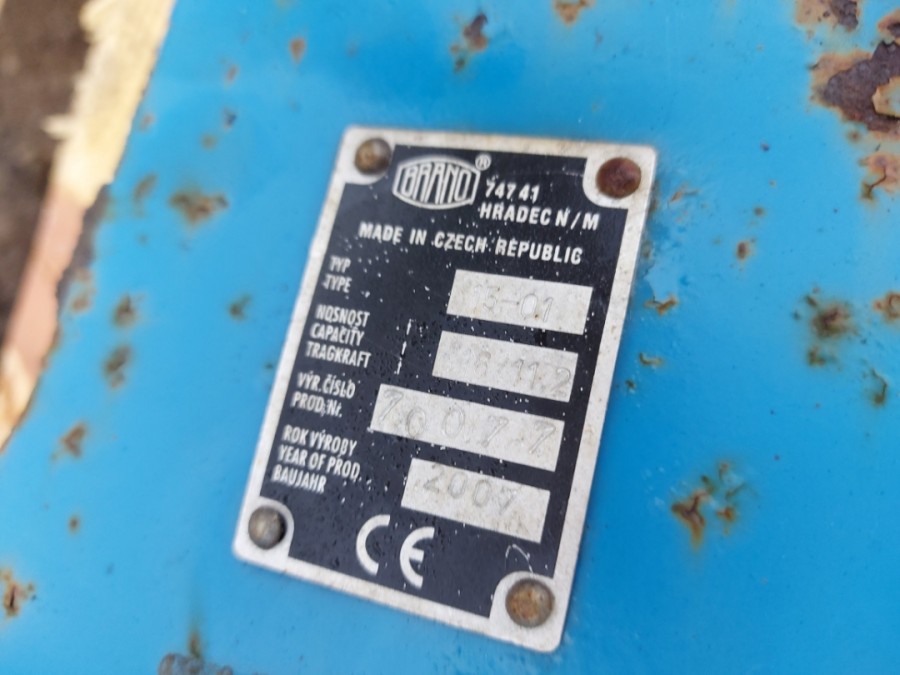 BRANO ®
747 41
HRADEC N/M
MADE IN CZECH REPUBLIC
TYP
TYPE
NOSNOST
CAPACITY
TRAGKRAFT
VÝR. ČÍSLO
PROD. Nr.
ROK VÝROBY
YEAR OF PROD.
BAUJAHR
2007
CE